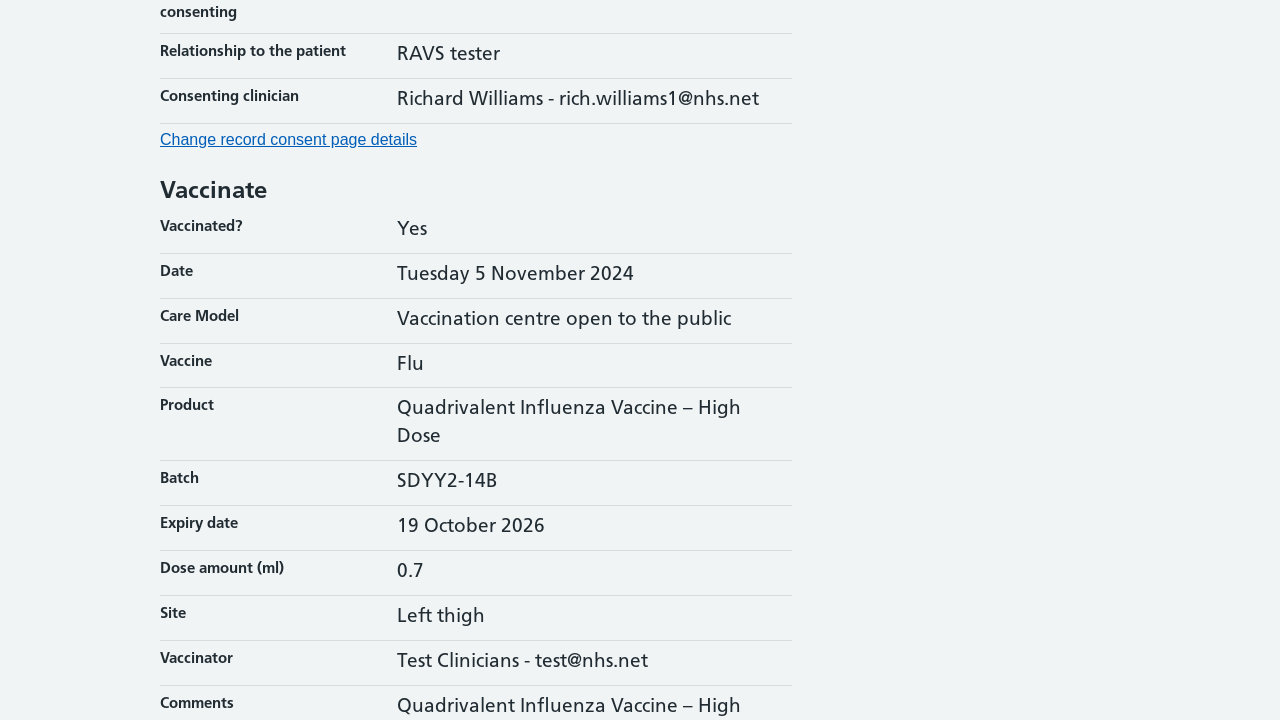 consenting
Relationship to the patient RAVS tester
Consenting clinician Richard Williams - rich.williams1@nhs.net
Change record consent page details
Vaccinate
Vaccinated? Yes
Date Tuesday 5 November 2024
Care Model Vaccination centre open to the public
Vaccine Flu
Product Quadrivalent Influenza Vaccine – High
Dose
Batch SDYY2-14B
Expiry date 19 October 2026
Dose amount (ml) 0.7
Site Left thigh
Vaccinator Test Clinicians - test@nhs.net
Comments Quadrivalent Influenza Vaccine – High